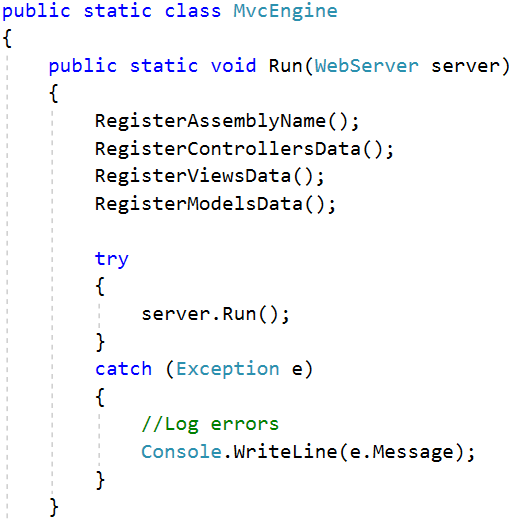 public static class MvcEngine
{
    public static void Run(WebServer server)
    {
        RegisterAssemblyName();
        RegisterControllersData();
        RegisterViewsData();
        RegisterModelsData();

        try
        {
            server.Run();
        }
        catch (Exception e)
        {
            //Log errors
            Console.WriteLine(e.Message);
        }
    }